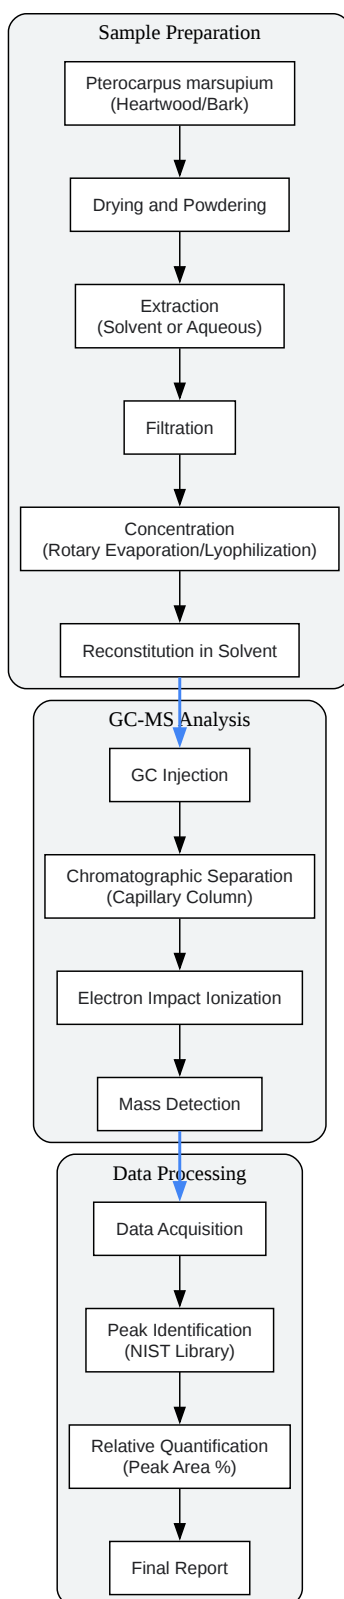 Sample Preparation
Pterocarpus marsupium
(Heartwood/Bark)
Drying and Powdering
Extraction
(Solvent or Aqueous)
Filtration
Concentration
(Rotary Evaporation/Lyophilization)
Reconstitution in Solvent
GC-MS Analysis
GC Injection
Chromatographic Separation
(Capillary Column)
Electron Impact Ionization
Mass Detection
Data Processing
Data Acquisition
Peak Identification
(NIST Library)
Relative Quantification
(Peak Area %)
Final Report